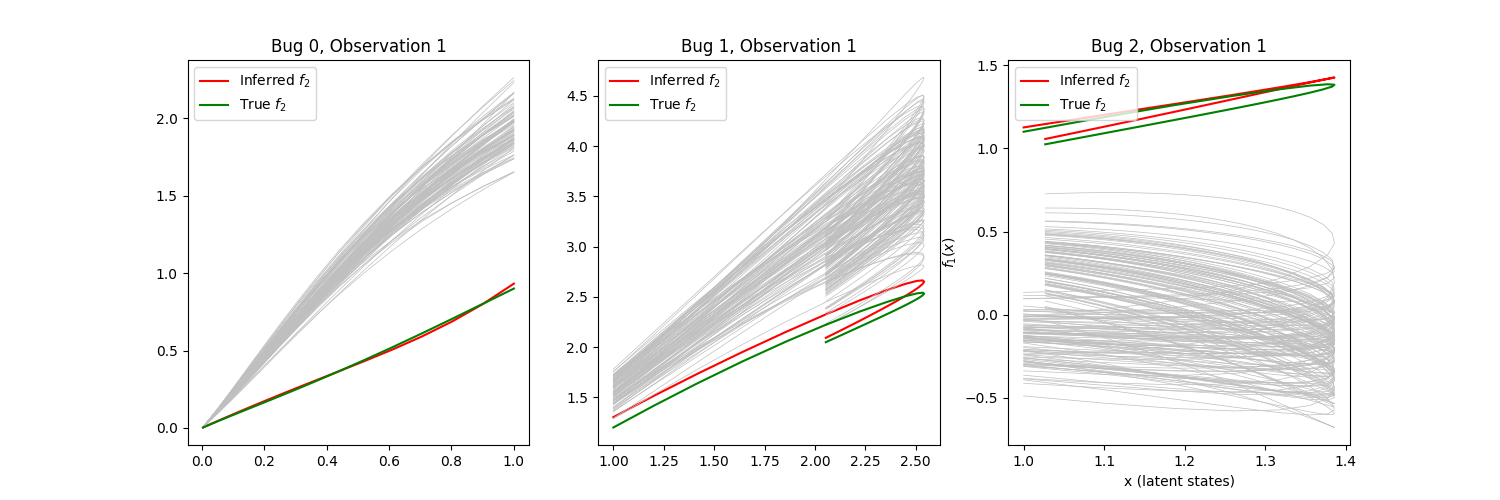 Bug 0, Observation 1
Inferred f₂
True f₂
2.0
1.5
1.0
0.5
0.0
0.0 0.2 0.4 0.6 0.8 1.0
Bug 1, Observation 1
Inferred f₂
True f₂
4.5
4.0
3.5
3.0
2.5
2.0
1.5
1.00 1.25 1.50 1.75 2.00 2.25 2.50
Bug 2, Observation 1
Inferred f₂
True f₂
f₁(x)
1.5
1.0
0.5
0.0
−0.5
1.0 1.1 1.2 1.3 1.4
x (latent states)